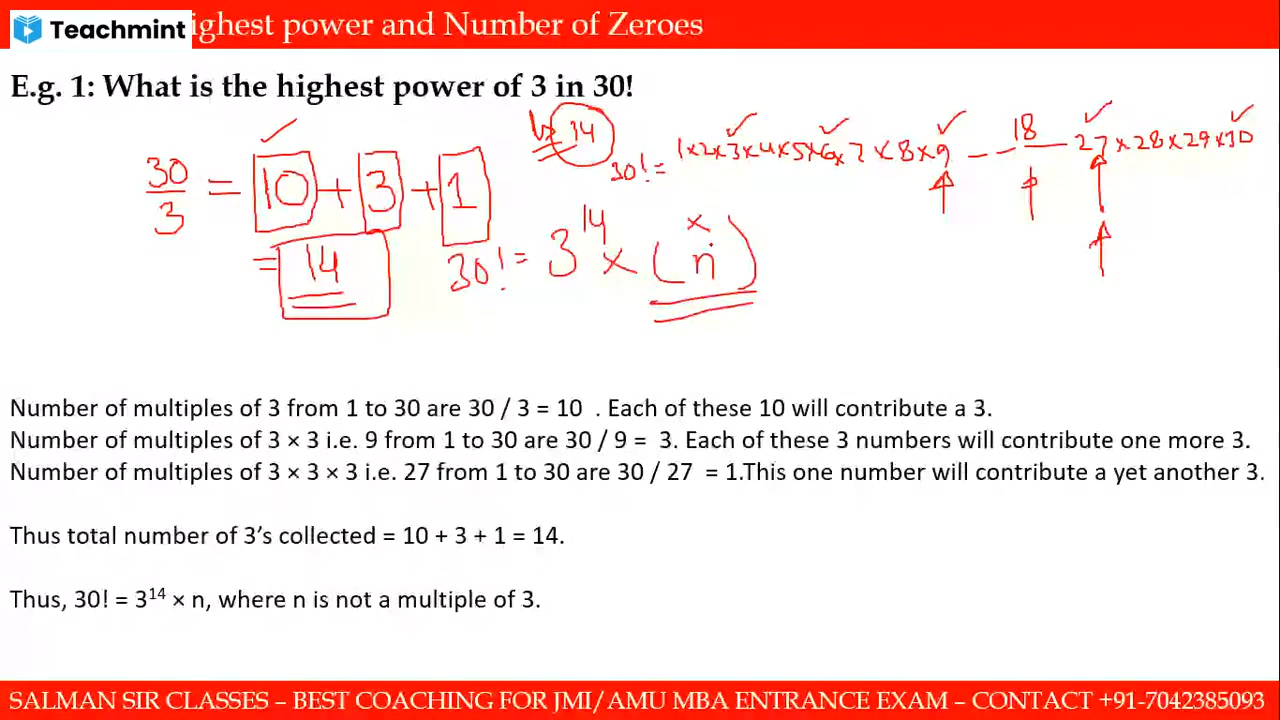 Teachmint
ighest power and Number of Zeroes
E.g. 1: What is the highest power of 3 in 30!
14
30! = 1×2×3×4×5×6×7×8×9 – – 18 — 27×28×29×30
30/3 = 10 + 3 + 1
= 14
30! = 3¹⁴ × (n)
Number of multiples of 3 from 1 to 30 are 30 / 3 = 10 . Each of these 10 will contribute a 3.
Number of multiples of 3 × 3 i.e. 9 from 1 to 30 are 30 / 9 = 3. Each of these 3 numbers will contribute one more 3.
Number of multiples of 3 × 3 × 3 i.e. 27 from 1 to 30 are 30 / 27 = 1.This one number will contribute a yet another 3.
Thus total number of 3’s collected = 10 + 3 + 1 = 14.
Thus, 30! = 3¹⁴ × n, where n is not a multiple of 3.
SALMAN SIR CLASSES – BEST COACHING FOR JMI/AMU MBA ENTRANCE EXAM – CONTACT +91-7042385093